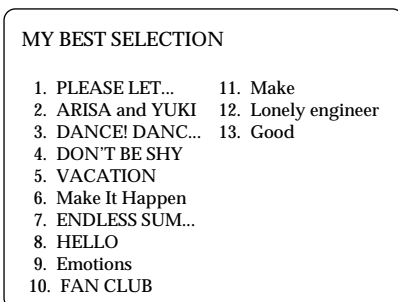 MY BEST SELECTION
1. PLEASE LET...
2. ARISA and YUKI
3. DANCE! DANC...
4. DON'T BE SHY
5. VACATION
6. Make It Happen
7. ENDLESS SUM...
8. HELLO
9. Emotions
10. FAN CLUB
11. Make
12. Lonely engineer
13. Good